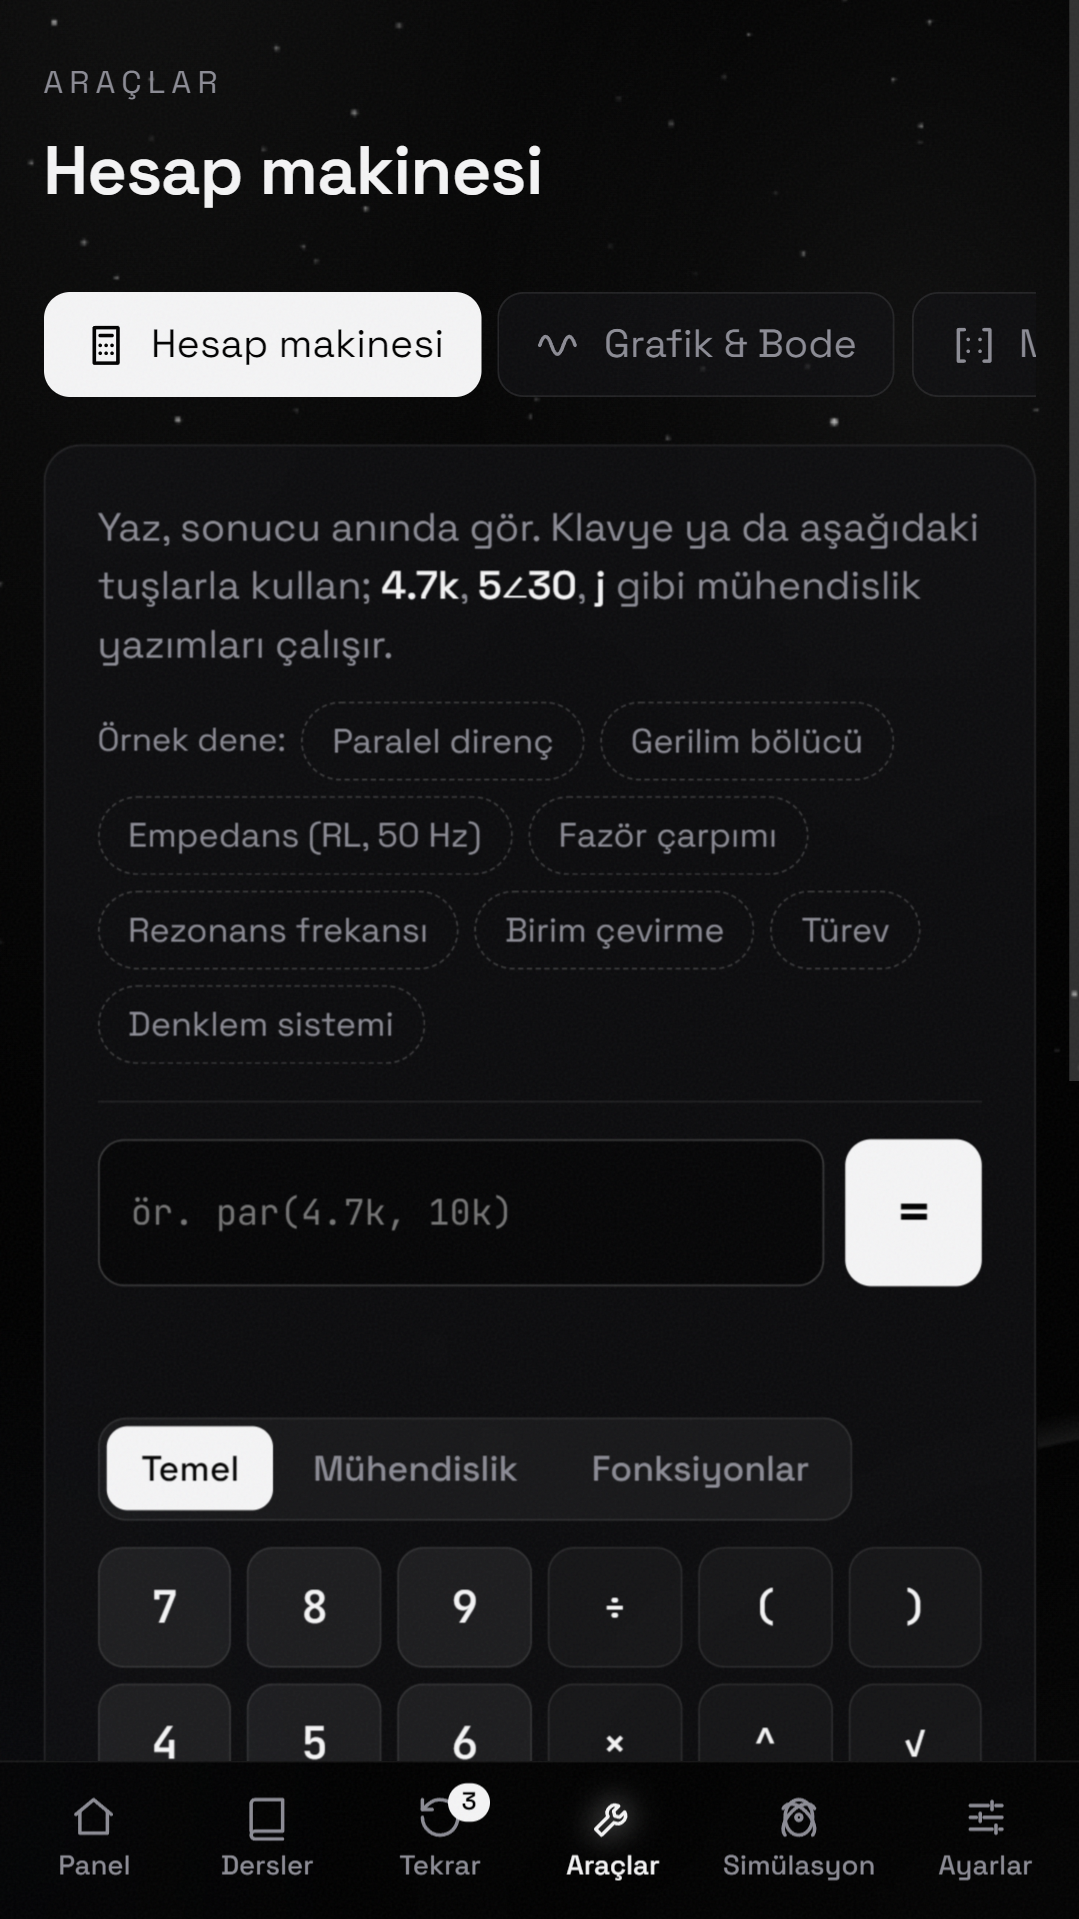 ARAÇLAR
Hesap makinesi
Hesap makinesi Grafik & Bode
Yaz, sonucu anında gör. Klavye ya da aşağıdaki
tuşlarla kullan; 4.7k, 5∠30, j gibi mühendislik
yazımları çalışır.
Örnek dene: Paralel direnç Gerilim bölücü
Empedans (RL, 50 Hz) Fazör çarpımı
Rezonans frekansı Birim çevirme Türev
Denklem sistemi
ör. par(4.7k, 10k) =
Temel Mühendislik Fonksiyonlar
7 8 9 ÷ ( )
4 5 6 × ^ √
3
Panel Dersler Tekrar Araçlar Simülasyon Ayarlar